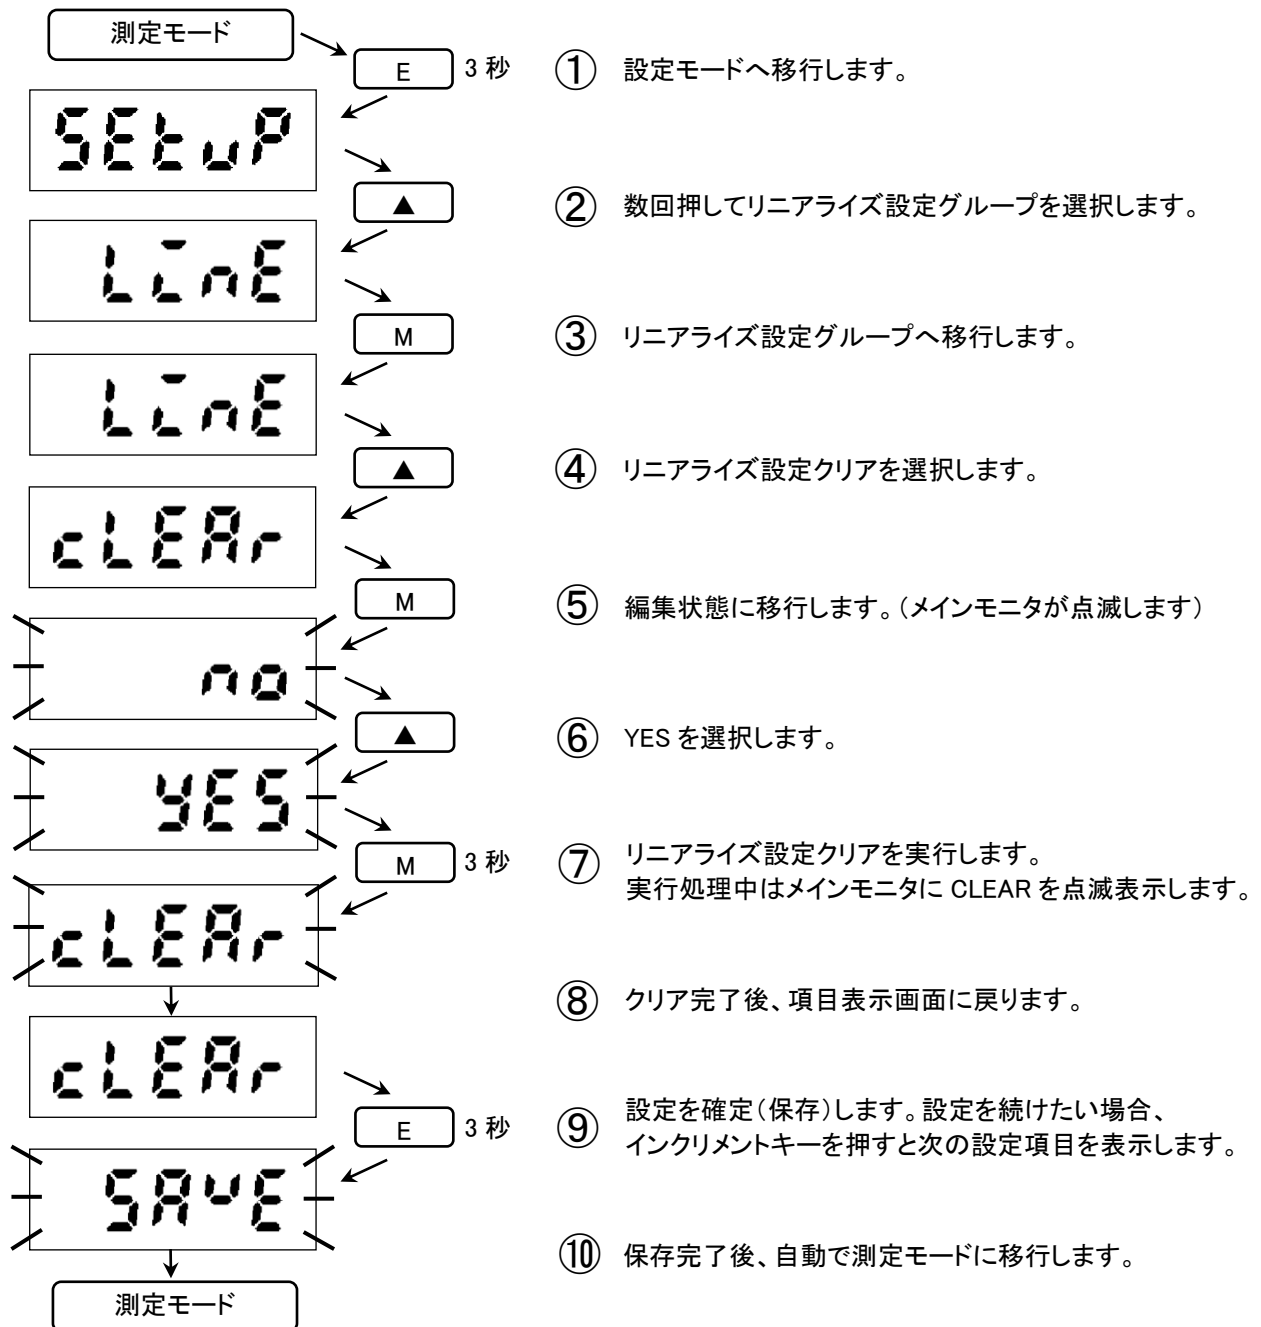 測定モード
E 3 秒 ① 設定モードへ移行します。
SEtuP
▲ ② 数回押してリニアライズ設定グループを選択します。
LinE
M ③ リニアライズ設定グループへ移行します。
LinE
▲ ④ リニアライズ設定クリアを選択します。
cLEAr
M ⑤ 編集状態に移行します。（メインモニタが点滅します）
no
▲ ⑥ YES を選択します。
YES
M 3 秒 ⑦ リニアライズ設定クリアを実行します。
実行処理中はメインモニタに CLEAR を点滅表示します。
cLEAr
⑧ クリア完了後、項目表示画面に戻ります。
cLEAr
E 3 秒 ⑨ 設定を確定（保存）します。設定を続けたい場合、
インクリメントキーを押すと次の設定項目を表示します。
SAvE
⑩ 保存完了後、自動で測定モードに移行します。
測定モード